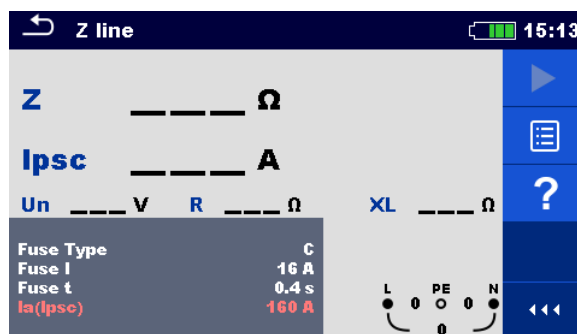 Z line 15:13
Z ___ Ω
Ipsc ___ A
Un ___ V R ___ Ω XL ___ Ω
?
Fuse Type C
Fuse I 16 A
Fuse t 0.4 s
Ia(Ipsc) 160 A
L PE N
0 0
0